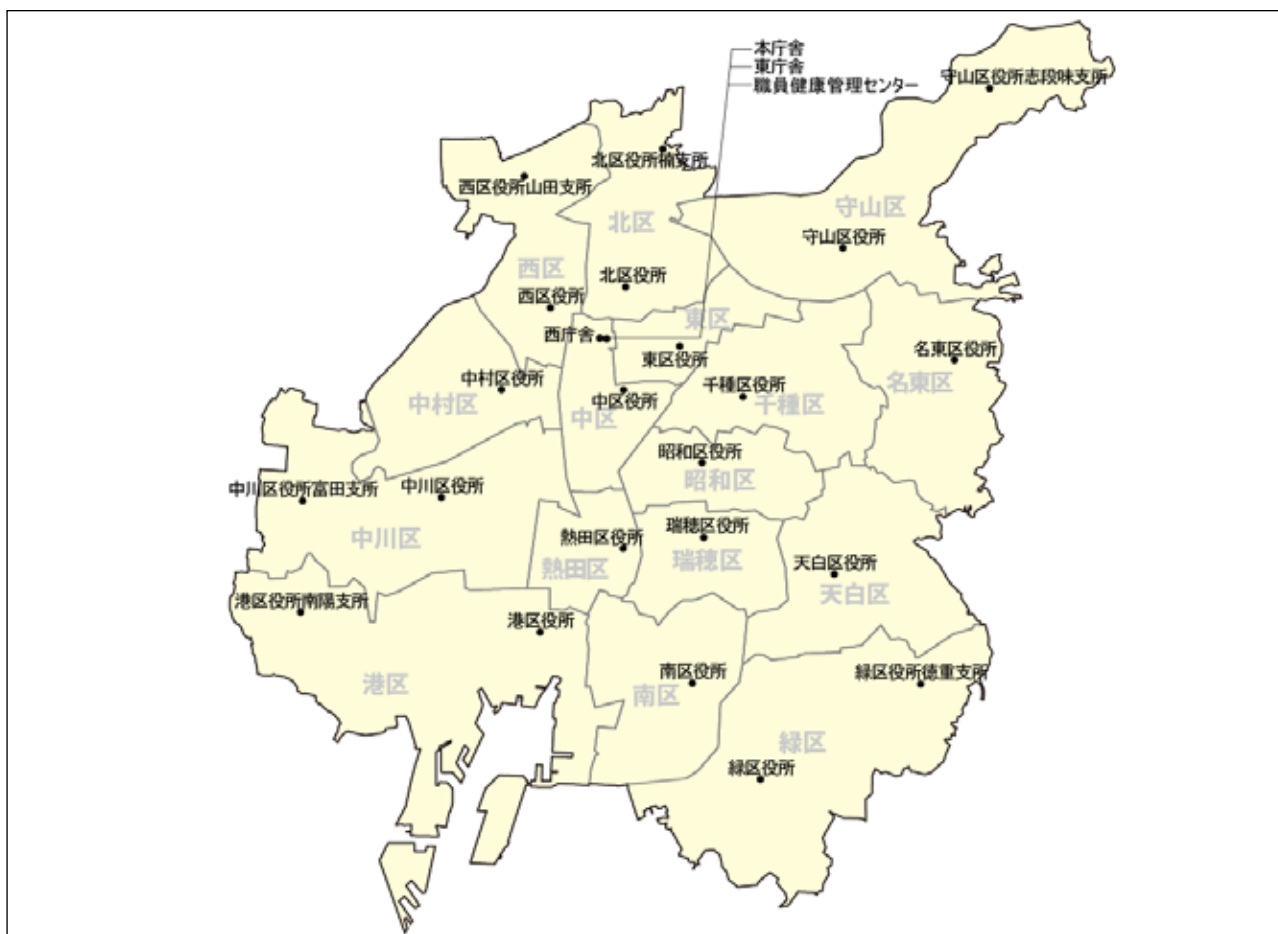 本庁舎
東庁舎
職員健康管理センター
守山区役所志段味支所
北区役所楠支所
西区役所山田支所
守山区
北区
守山区役所
西区
北区役所
西区役所
東区
西庁舎
東区役所
名東区役所
中村区役所
千種区役所
名東区
中村区
中区役所
千種区
中区
昭和区役所
昭和区
中川区役所富田支所
中川区役所
瑞穂区役所
中川区
熱田区役所
瑞穂区
熱田区
天白区役所
天白区
港区役所南陽支所
港区役所
南区役所
緑区役所徳重支所
港区
南区
緑区
緑区役所